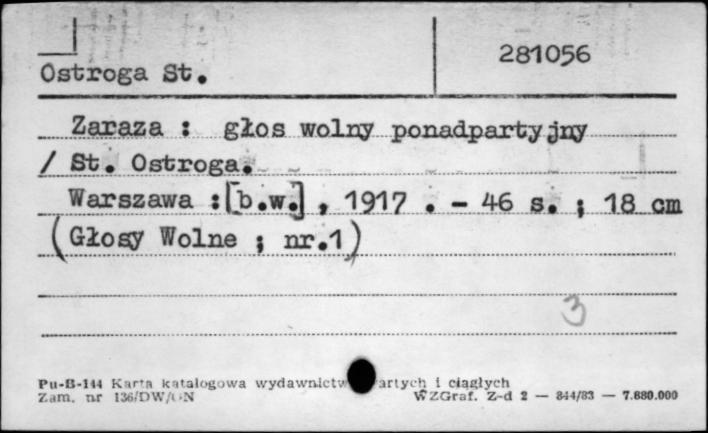 281056
Ostroga St.
Zaraza : głos wolny ponadpartyjny
/ St. Ostroga.
Warszawa :[b.w.] , 1917 . - 46 s. ; 18 cm
(Głosy Wolne ; nr.1)
3
Pu-B-144 Karta katalogowa wydawnictw artych i ciągłych
Zam. nr 136/DW/ N WZGraf. Z-d 2 — 844/83 — 7.880.000